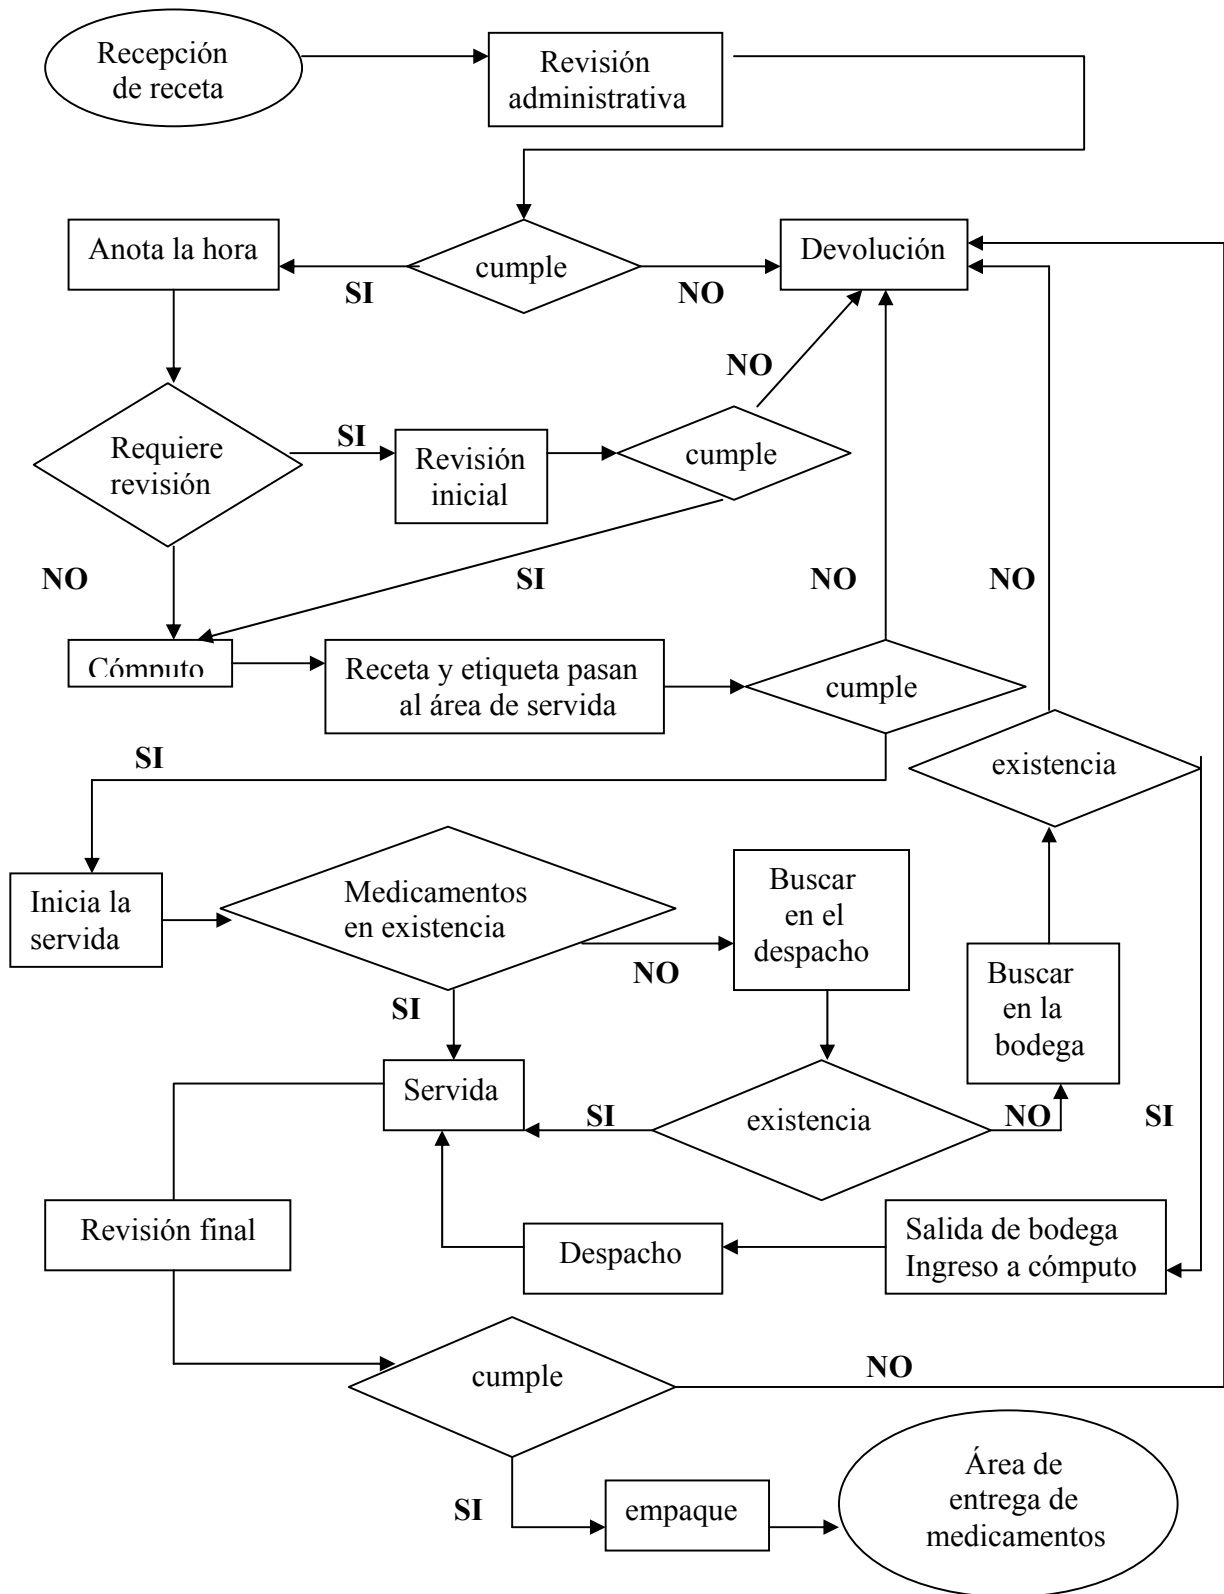 Recepción
de receta
Revisión
administrativa
Anota la hora
cumple
Devolución
SI
NO
NO
Requiere
revisión
SI
Revisión
inicial
cumple
NO
SI
NO
NO
Cómputo
Receta y etiqueta pasan
al área de servida
cumple
SI
existencia
Inicia la
servida
Medicamentos
en existencia
Buscar
en el
despacho
NO
SI
Buscar
en la
bodega
Servida
SI
existencia
NO
SI
Revisión final
Despacho
Salida de bodega
Ingreso a cómputo
cumple
NO
SI
empaque
Área de
entrega de
medicamentos